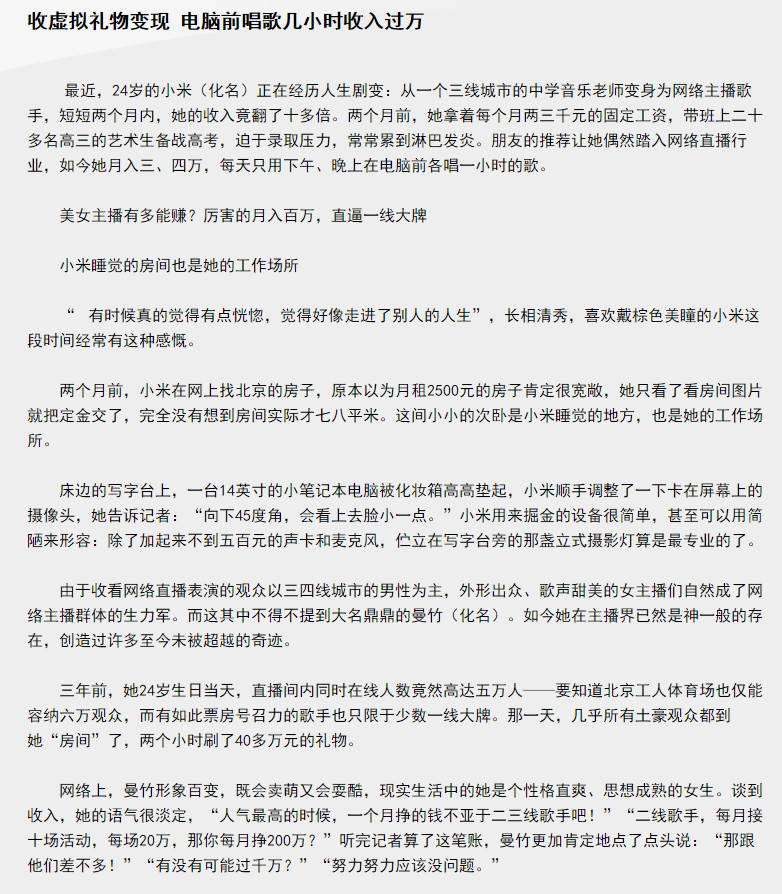 收虚拟礼物变现 电脑前唱歌几小时收入过万
最近，24岁的小米（化名）正在经历人生剧变：从一个三线城市的中学音乐老师变身为网络主播歌
手，短短两个月内，她的收入竟翻了十多倍。两个月前，她拿着每个月两三千元的固定工资，带班上二十
多名高三的艺术生备战高考，迫于录取压力，常常累到淋巴发炎。朋友的推荐让她偶然踏入网络直播行
业，如今她月入三、四万，每天只用下午、晚上在电脑前各唱一小时的歌。
美女主播有多能赚？厉害的月入百万，直逼一线大牌
小米睡觉的房间也是她的工作场所
“ 有时候真的觉得有点恍惚，觉得好像走进了别人的人生”，长相清秀，喜欢戴棕色美瞳的小米这
段时间经常有这种感慨。
两个月前，小米在网上找北京的房子，原本以为月租2500元的房子肯定很宽敞，她只看了看房间图片
就把定金交了，完全没有想到房间实际才七八平米。这间小小的次卧是小米睡觉的地方，也是她的工作场
所。
床边的写字台上，一台14英寸的小笔记本电脑被化妆箱高高垫起，小米顺手调整了一下卡在屏幕上的
摄像头，她告诉记者：“向下45度角，会看上去脸小一点。”小米用来掘金的设备很简单，甚至可以用简
陋来形容：除了加起来不到五百元的声卡和麦克风，伫立在写字台旁的那盏立式摄影灯算是最专业的了。
由于收看网络直播表演的观众以三四线城市的男性为主，外形出众、歌声甜美的女主播们自然成了网
络主播群体的生力军。而这其中不得不提到大名鼎鼎的曼竹（化名）。如今她在主播界已然是神一般的存
在，创造过许多至今未被超越的奇迹。
三年前，她24岁生日当天，直播间内同时在线人数竟然高达五万人——要知道北京工人体育场也仅能
容纳六万观众，而有如此票房号召力的歌手也只限于少数一线大牌。那一天，几乎所有土豪观众都到
她“房间”了，两个小时刷了40多万元的礼物。
网络上，曼竹形象百变，既会卖萌又会耍酷，现实生活中的她是个性格直爽、思想成熟的女生。谈到
收入，她的语气很淡定，“人气最高的时候，一个月挣的钱不亚于二三线歌手吧！”“二线歌手，每月接
十场活动，每场20万，那你每月挣200万？”听完记者算了这笔账，曼竹更加肯定地点了点头说：“那跟
他们差不多！”“有没有可能过千万？”“努力努力应该没问题。”